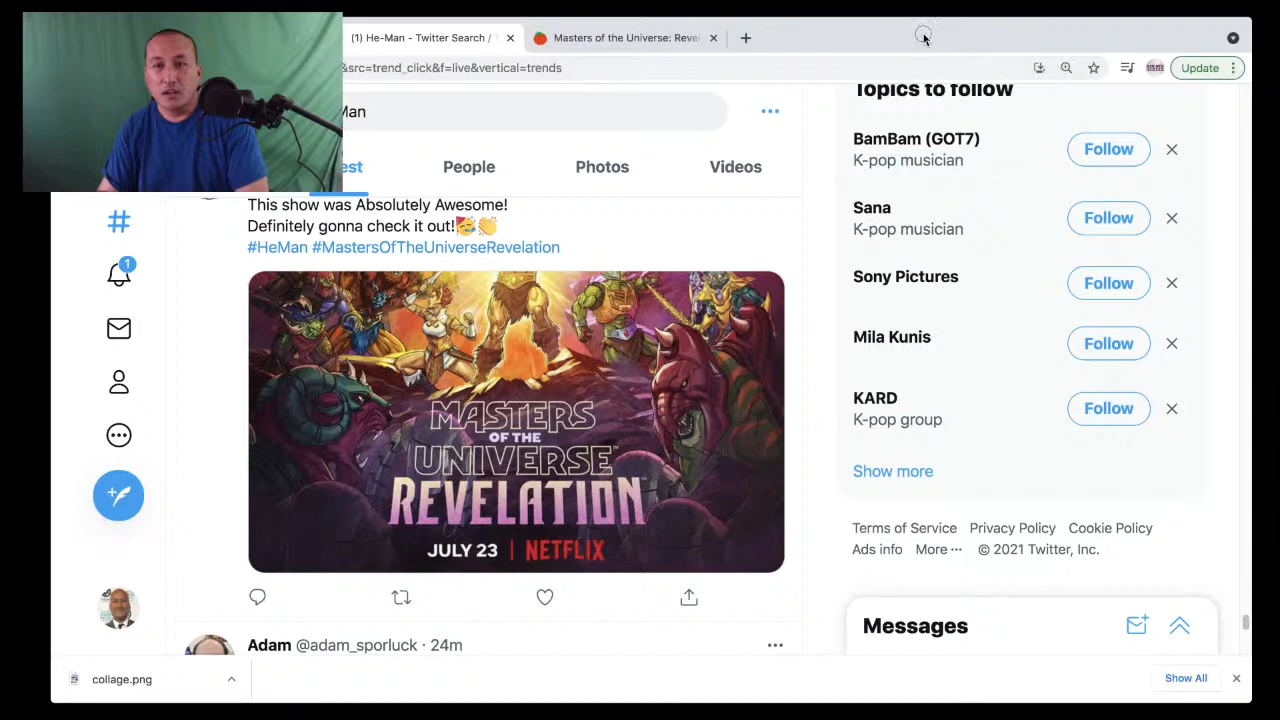 (1) He-Man - Twitter Search / T
Masters of the Universe: Revel
&src=trend_click&f=live&vertical=trends
Update
Man
People
Photos
Videos
This show was Absolutely Awesome!
Definitely gonna check it out!🥳👏
#HeMan #MastersOfTheUniverseRevelation
MASTERS
OF THE
UNIVERSE
REVELATION
JULY 23 | NETFLIX
Adam @adam_sporluck · 24m
1
Topics to follow
BamBam (GOT7)
K-pop musician
Follow
Sana
K-pop musician
Follow
Sony Pictures
Follow
Mila Kunis
Follow
KARD
K-pop group
Follow
Show more
Terms of Service Privacy Policy Cookie Policy
Ads info More ··· © 2021 Twitter, Inc.
Messages
collage.png
Show All